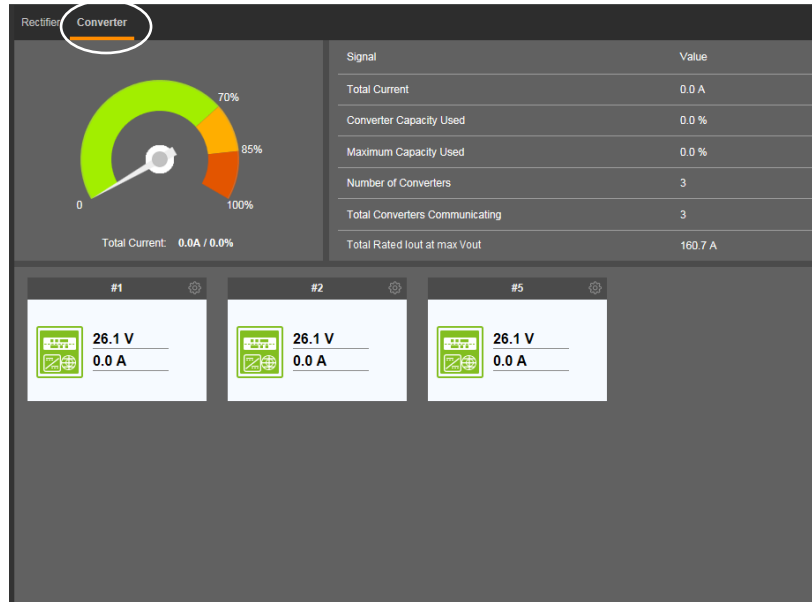 Rectifier Converter
70%
85%
0
100%
Total Current: 0.0A / 0.0%
Signal Value
Total Current 0.0 A
Converter Capacity Used 0.0 %
Maximum Capacity Used 0.0 %
Number of Converters 3
Total Converters Communicating 3
Total Rated Iout at max Vout 160.7 A
#1 #2 #5
26.1 V 26.1 V 26.1 V
0.0 A 0.0 A 0.0 A